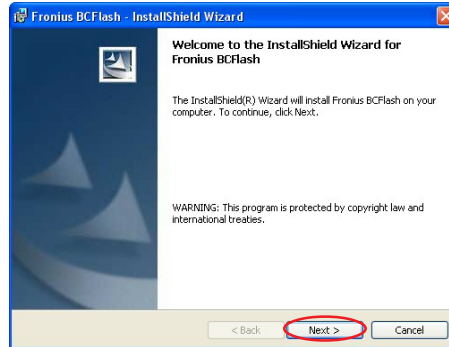 Fronius BCFlash - InstallShield Wizard
Welcome to the InstallShield Wizard for
Fronius BCFlash
The InstallShield(R) Wizard will install Fronius BCFlash on your
computer. To continue, click Next.
WARNING: This program is protected by copyright law and
international treaties.
< Back Next > Cancel